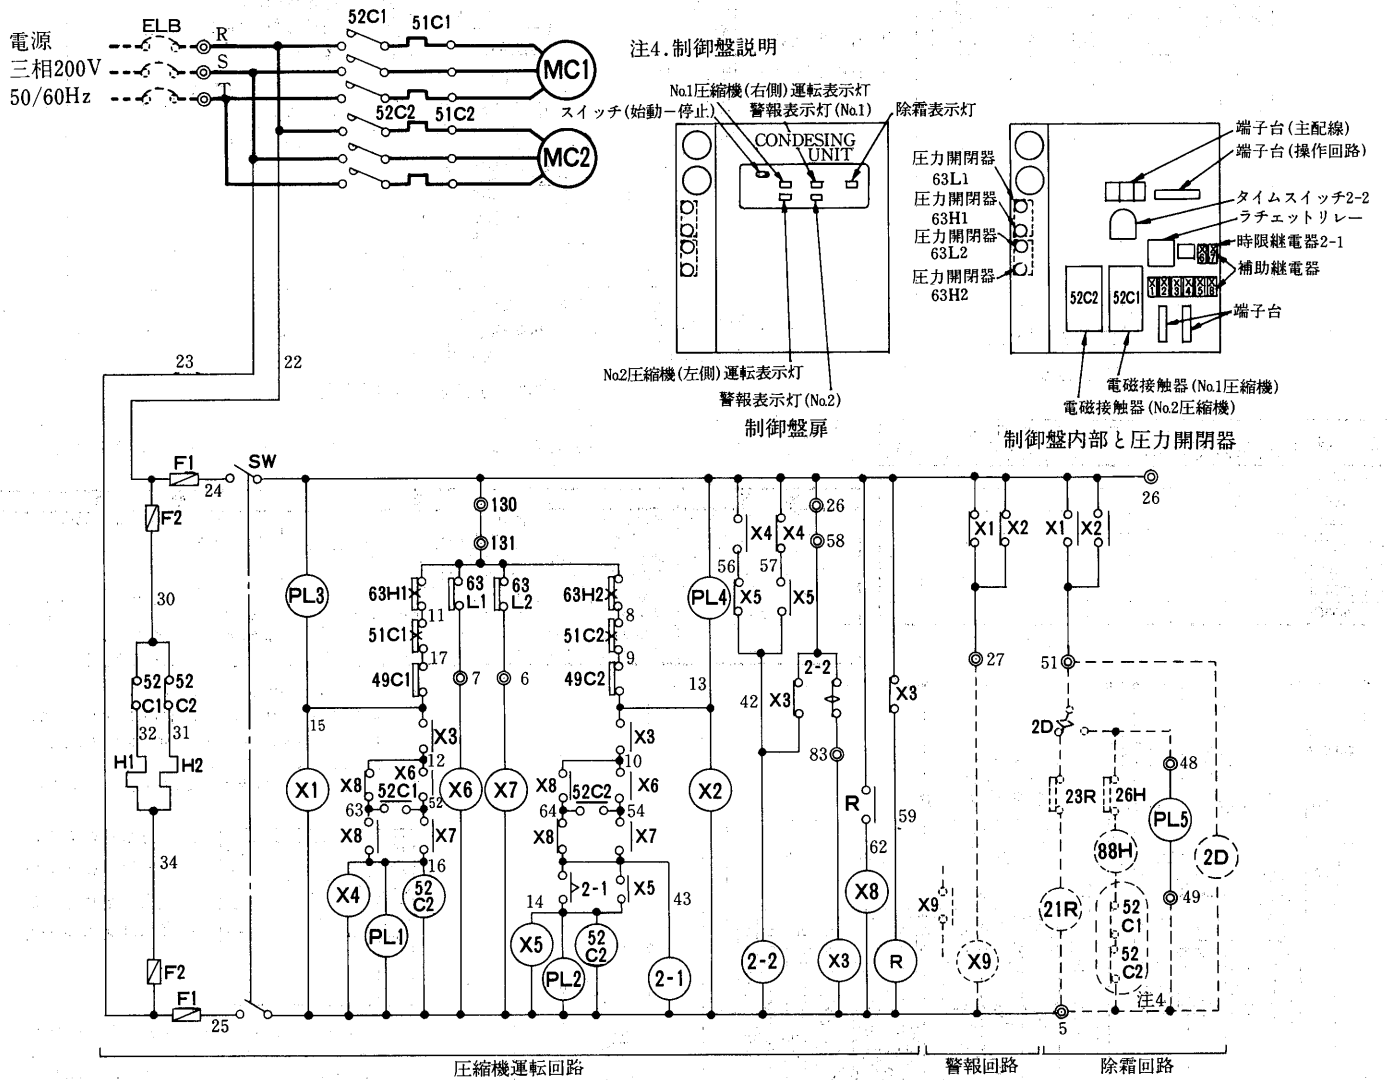 電源
三相200V
50/60Hz
ELB
R
S
T
52C1
51C1
MC1
52C2
51C2
MC2
23
22
注4.制御盤説明
No.1圧縮機(右側)運転表示灯
スイッチ(始動－停止)
警報表示灯(No.1)
除霜表示灯
CONDESING
UNIT
No.2圧縮機(左側)運転表示灯
警報表示灯(No.2)
制御盤扉
圧力開閉器
63L1
圧力開閉器
63H1
圧力開閉器
63L2
圧力開閉器
63H2
端子台(主配線)
端子台(操作回路)
タイムスイッチ2-2
ラチェットリレー
時限継電器2-1
補助継電器
端子台
52C2
52C1
X6
X7
X1
X2
X3
X4
X5
X8
電磁接触器(No.1圧縮機)
電磁接触器(No.2圧縮機)
制御盤内部と圧力開閉器
F1
24
SW
26
F2
130
131
26
58
X4
X4
X1
X2
X1
X2
56
57
30
PL3
63H1
63
L1
63
L2
63H2
PL4
X5
X5
11
8
51C1
51C2
17
9
49C1
49C2
7
6
13
27
51
52
C1
52
C2
32
31
H1
H2
15
X3
X3
42
X3
2-2
X3
12
10
83
2D
X8
X6
52C1
63
52
X8
X7
16
X1
X6
X7
X8
X6
52C2
64
54
X8
X7
X2
R
59
62
23R
26H
48
PL5
88H
2D
34
X4
PL1
52
C2
14
2-1
X5
43
X5
PL2
52
C2
2-1
2-2
X3
X8
R
X9
X9
21R
49
52
C1
52
C2
注4
F2
F1
25
5
圧縮機運転回路
警報回路
除霜回路